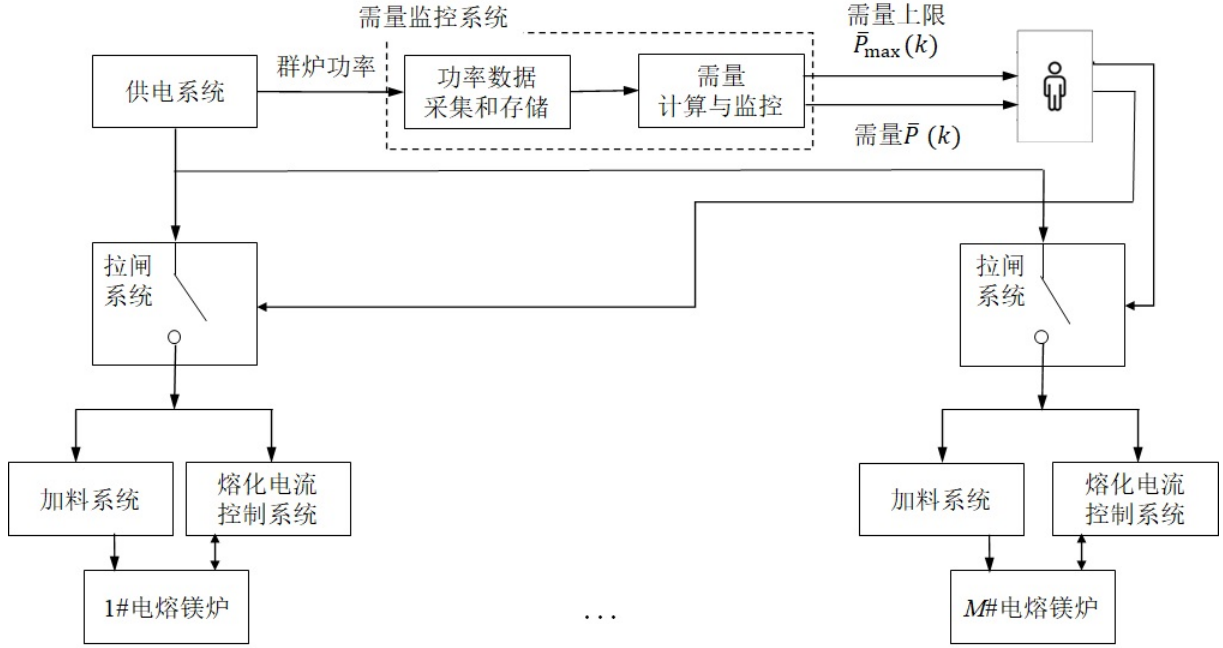 需量监控系统
需量上限
P̄max(k)
供电系统
群炉功率
功率数据
采集和存储
需量
计算与监控
需量P̄ (k)
拉闸
系统
拉闸
系统
加料系统
熔化电流
控制系统
加料系统
熔化电流
控制系统
1#电熔镁炉
...
M#电熔镁炉